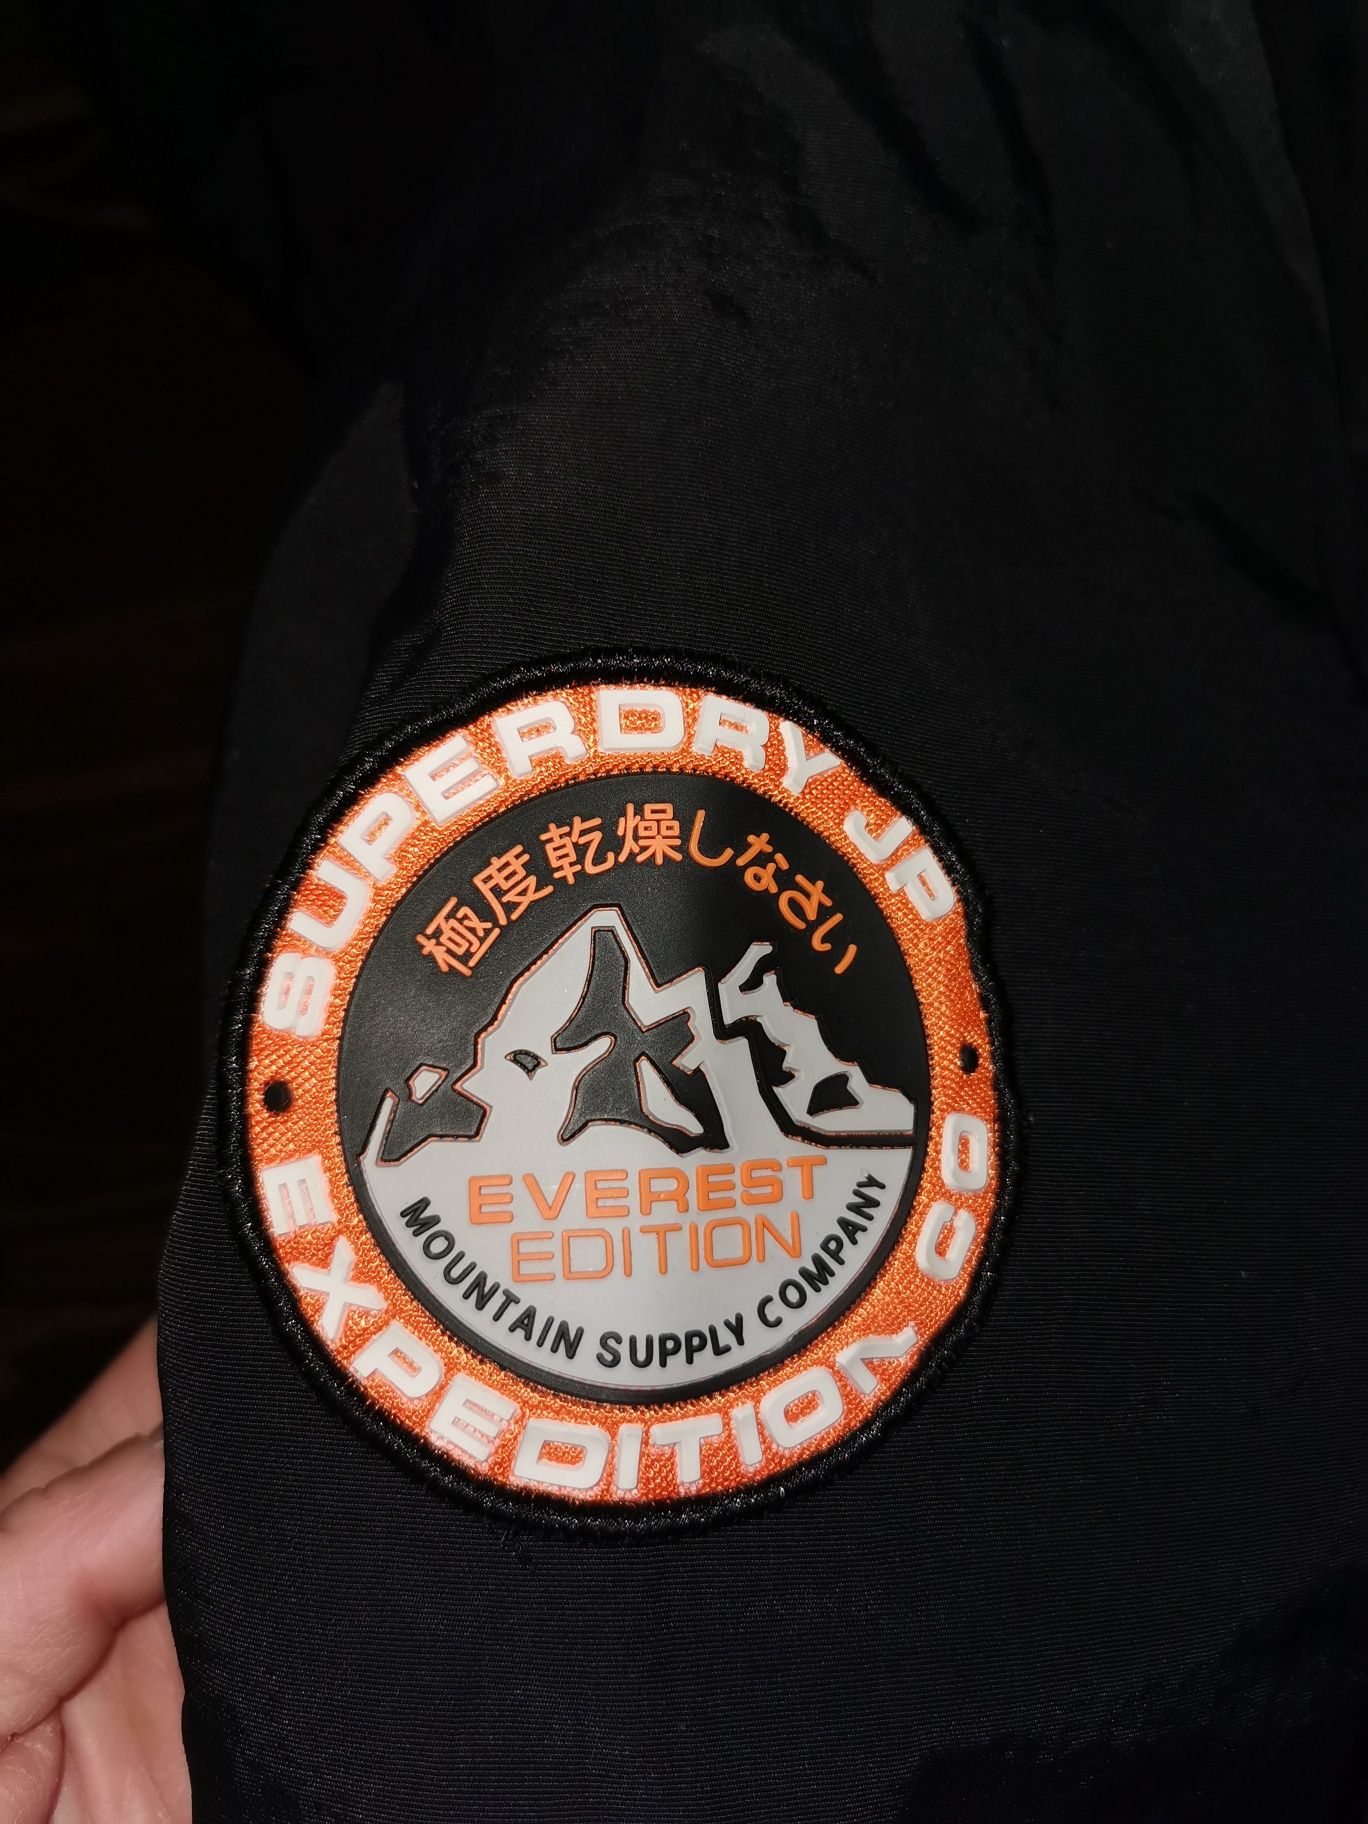 SUPERDRY JP
極度乾燥しなさい
EVEREST
EDITION
MOUNTAIN SUPPLY COMPANY
EXPEDITION CO